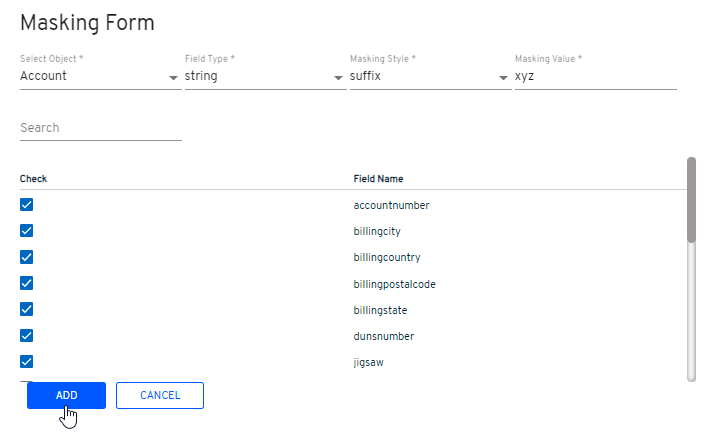 Masking Form
Select Object * Field Type * Masking Style * Masking Value *
Account string suffix xyz
Search
Check Field Name
accountnumber
billingcity
billingcountry
billingpostalcode
billingstate
dunsnumber
jigsaw
ADD CANCEL